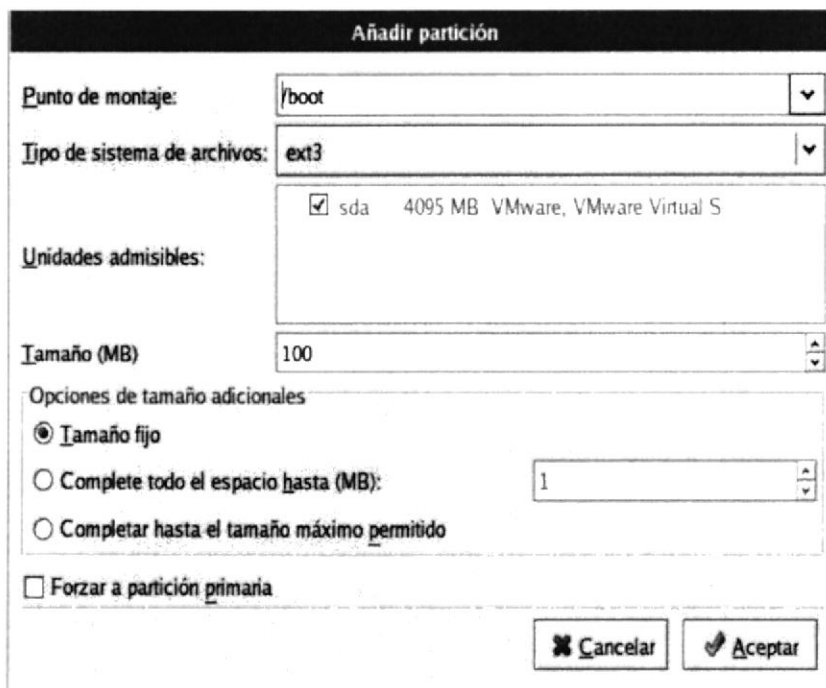 Añadir partición
Punto de montaje: /boot
Tipo de sistema de archivos: ext3
sda 4095 MB VMware, VMware Virtual S
Unidades admisibles:
Tamaño (MB) 100
Opciones de tamaño adicionales
Tamaño fijo
Complete todo el espacio hasta (MB): 1
Completar hasta el tamaño máximo permitido
Forzar a partición primaria
Cancelar Aceptar